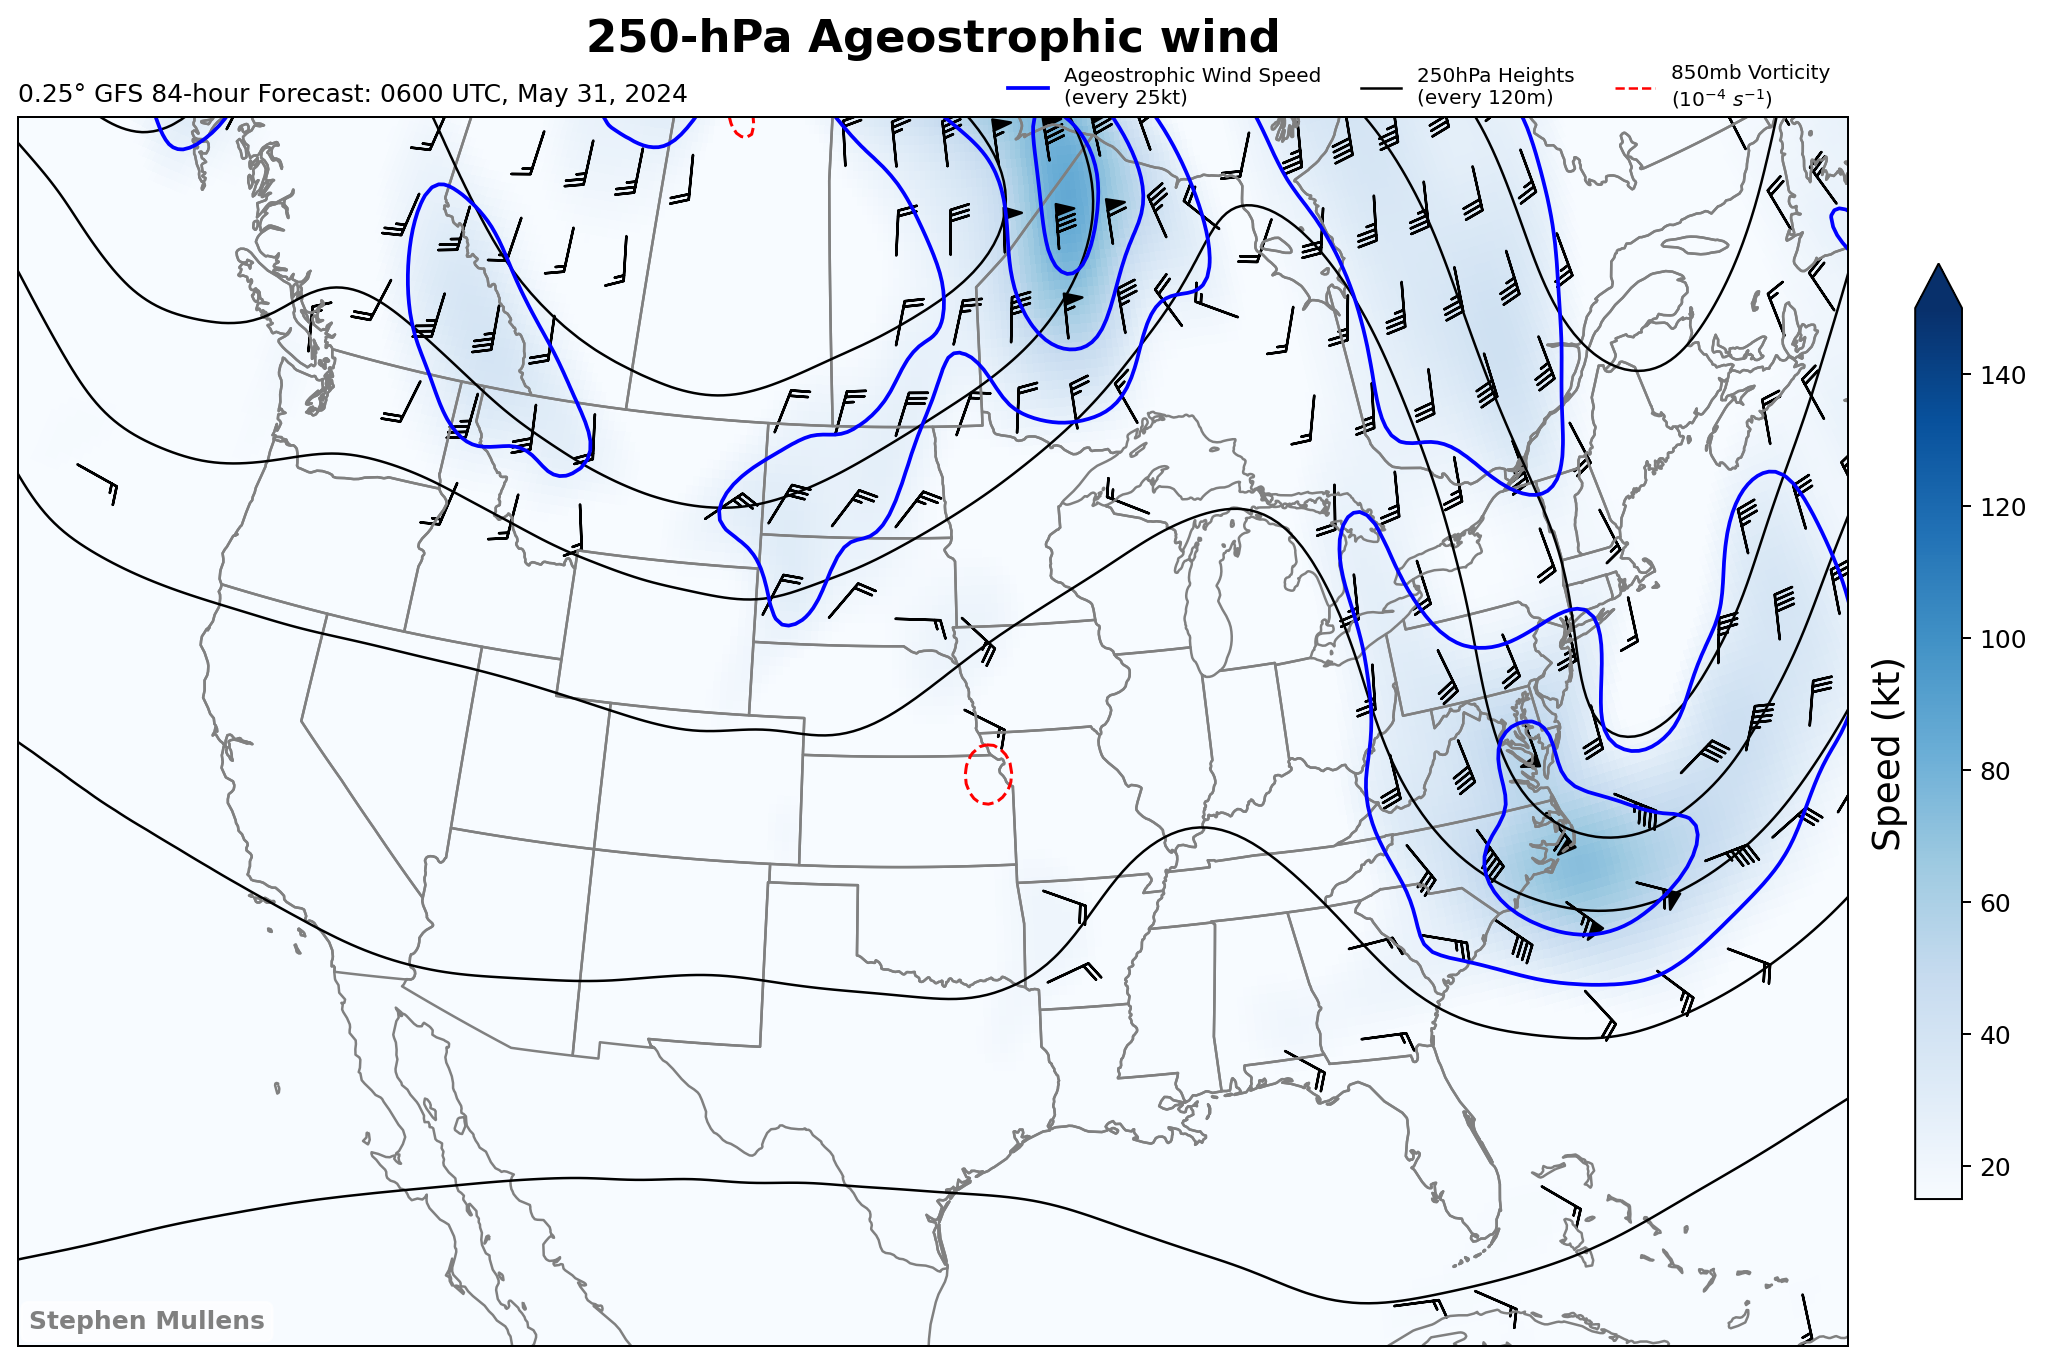 250-hPa Ageostrophic wind
0.25° GFS 84-hour Forecast: 0600 UTC, May 31, 2024
Ageostrophic Wind Speed
(every 25kt)
250hPa Heights
(every 120m)
850mb Vorticity
(10⁻⁴ s⁻¹)
140
120
100
80
60
40
20
Speed (kt)
Stephen Mullens